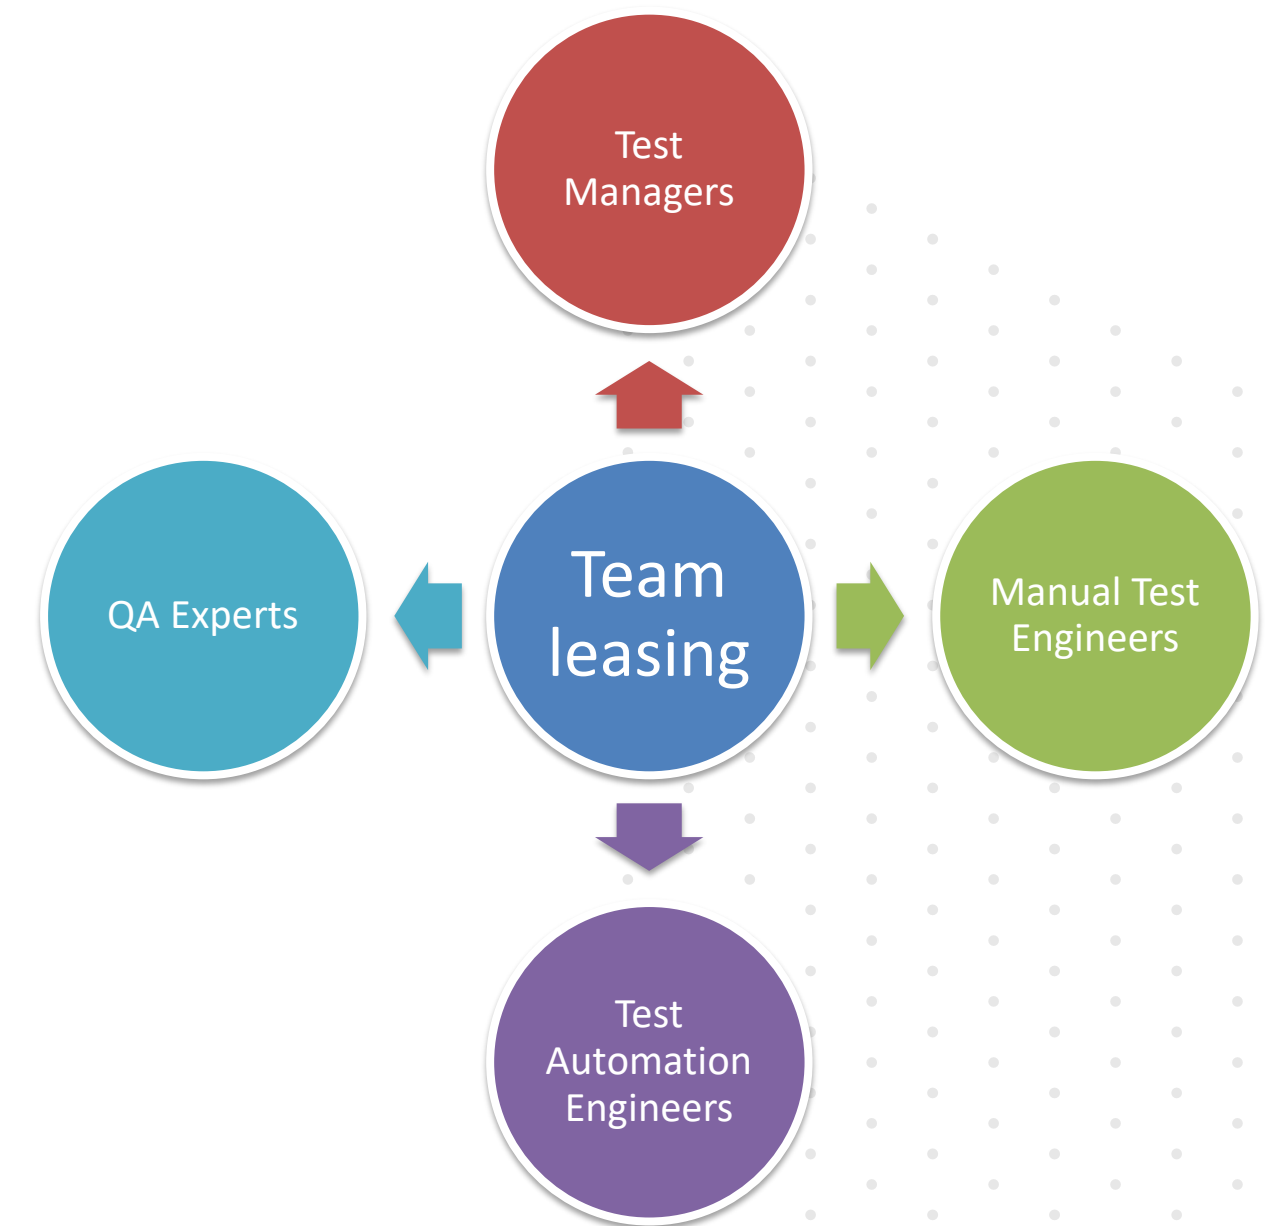 Test
Managers
QA Experts
Team
leasing
Manual Test
Engineers
Test
Automation
Engineers